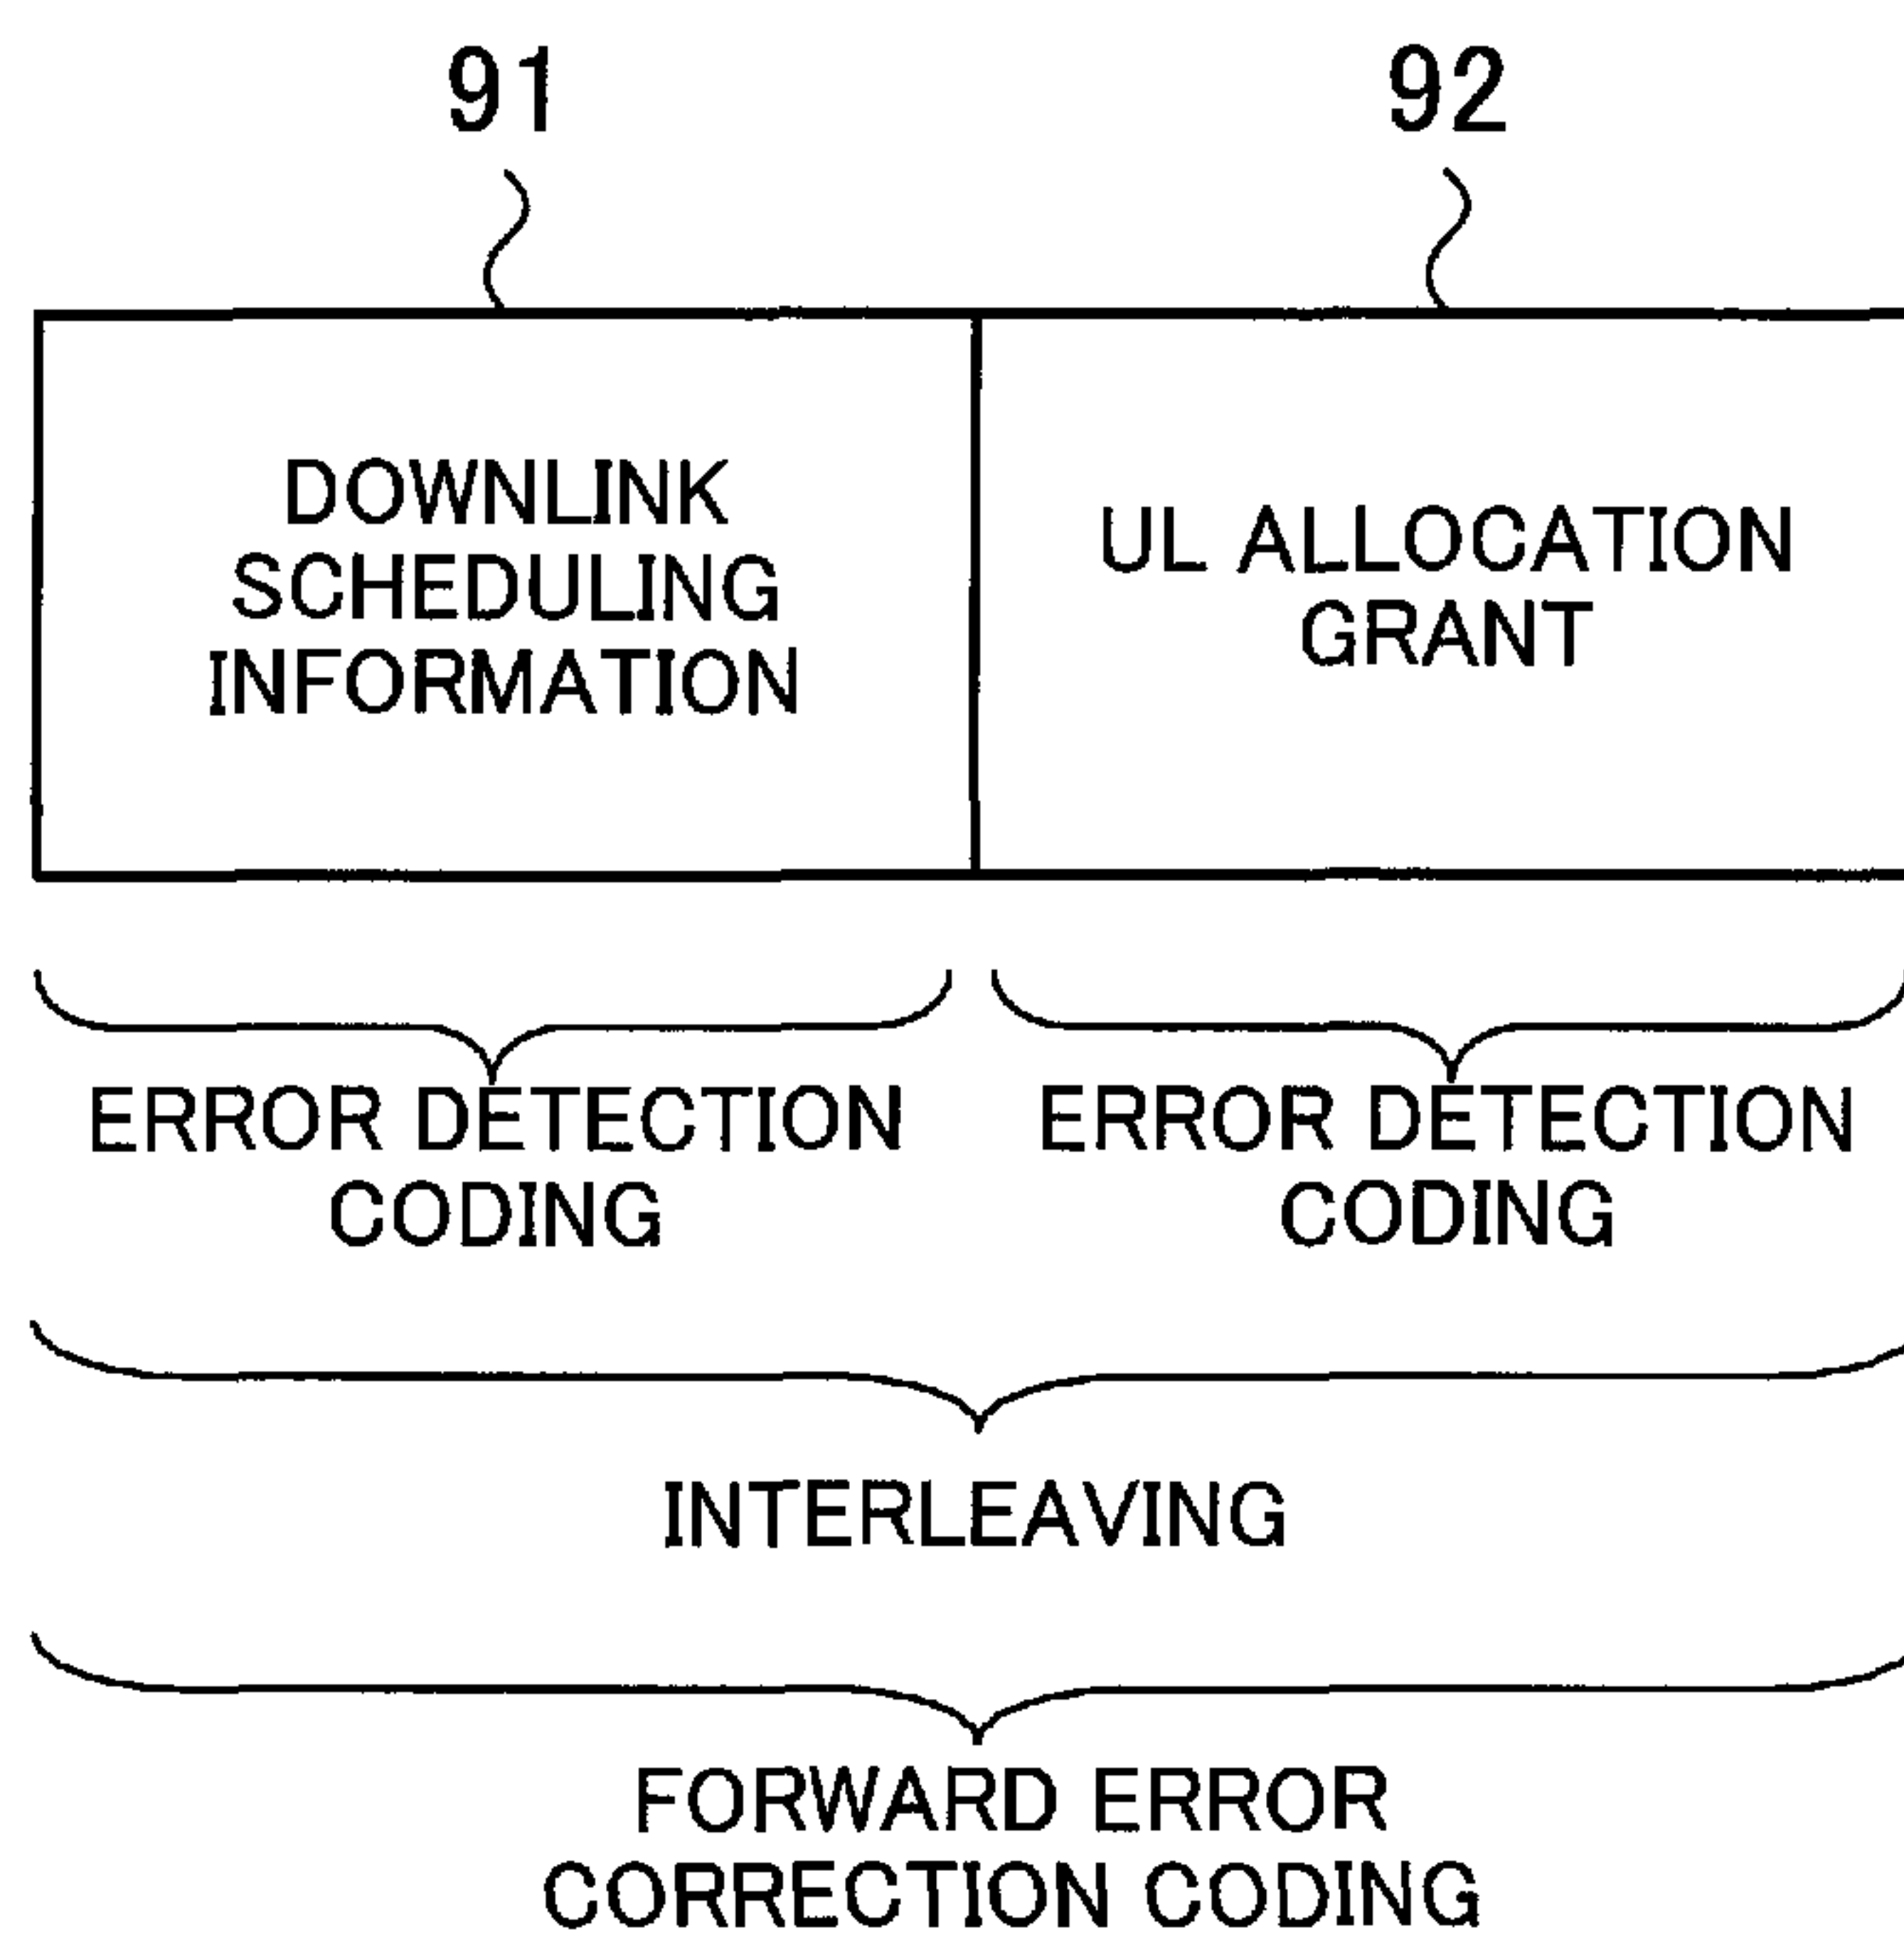 91 92
DOWNLINK
SCHEDULING
INFORMATION
UL ALLOCATION
GRANT
ERROR DETECTION
CODING
ERROR DETECTION
CODING
INTERLEAVING
FORWARD ERROR
CORRECTION CODING